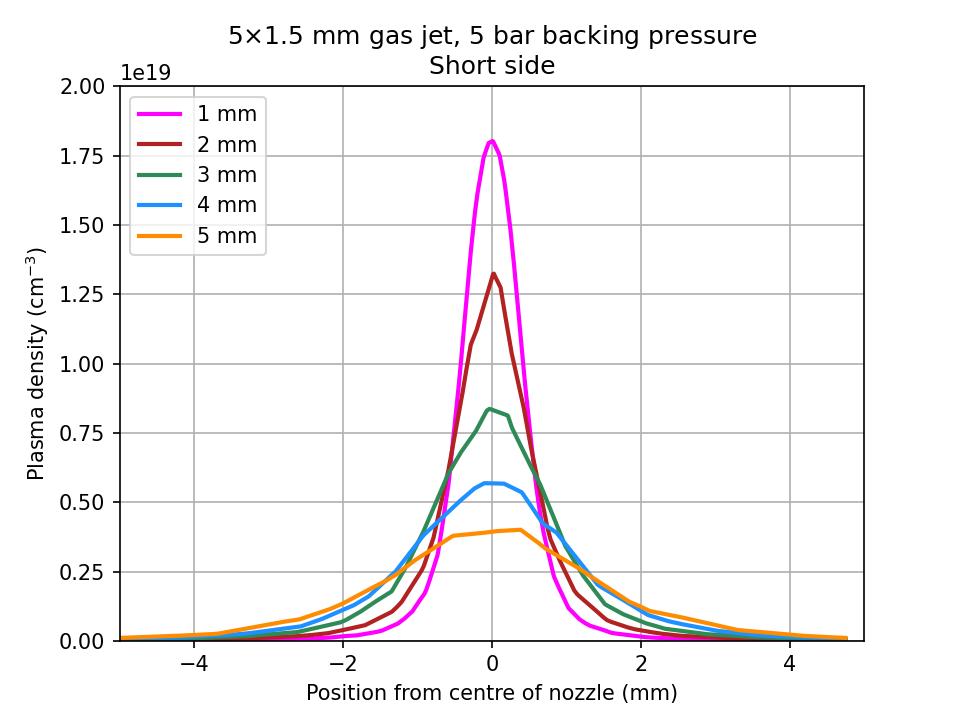 5×1.5 mm gas jet, 5 bar backing pressure
Short side
1e19
2.00
1.75
1.50
1.25
1.00
0.75
0.50
0.25
0.00
Plasma density (cm⁻³)
1 mm
2 mm
3 mm
4 mm
5 mm
−4
−2
0
2
4
Position from centre of nozzle (mm)